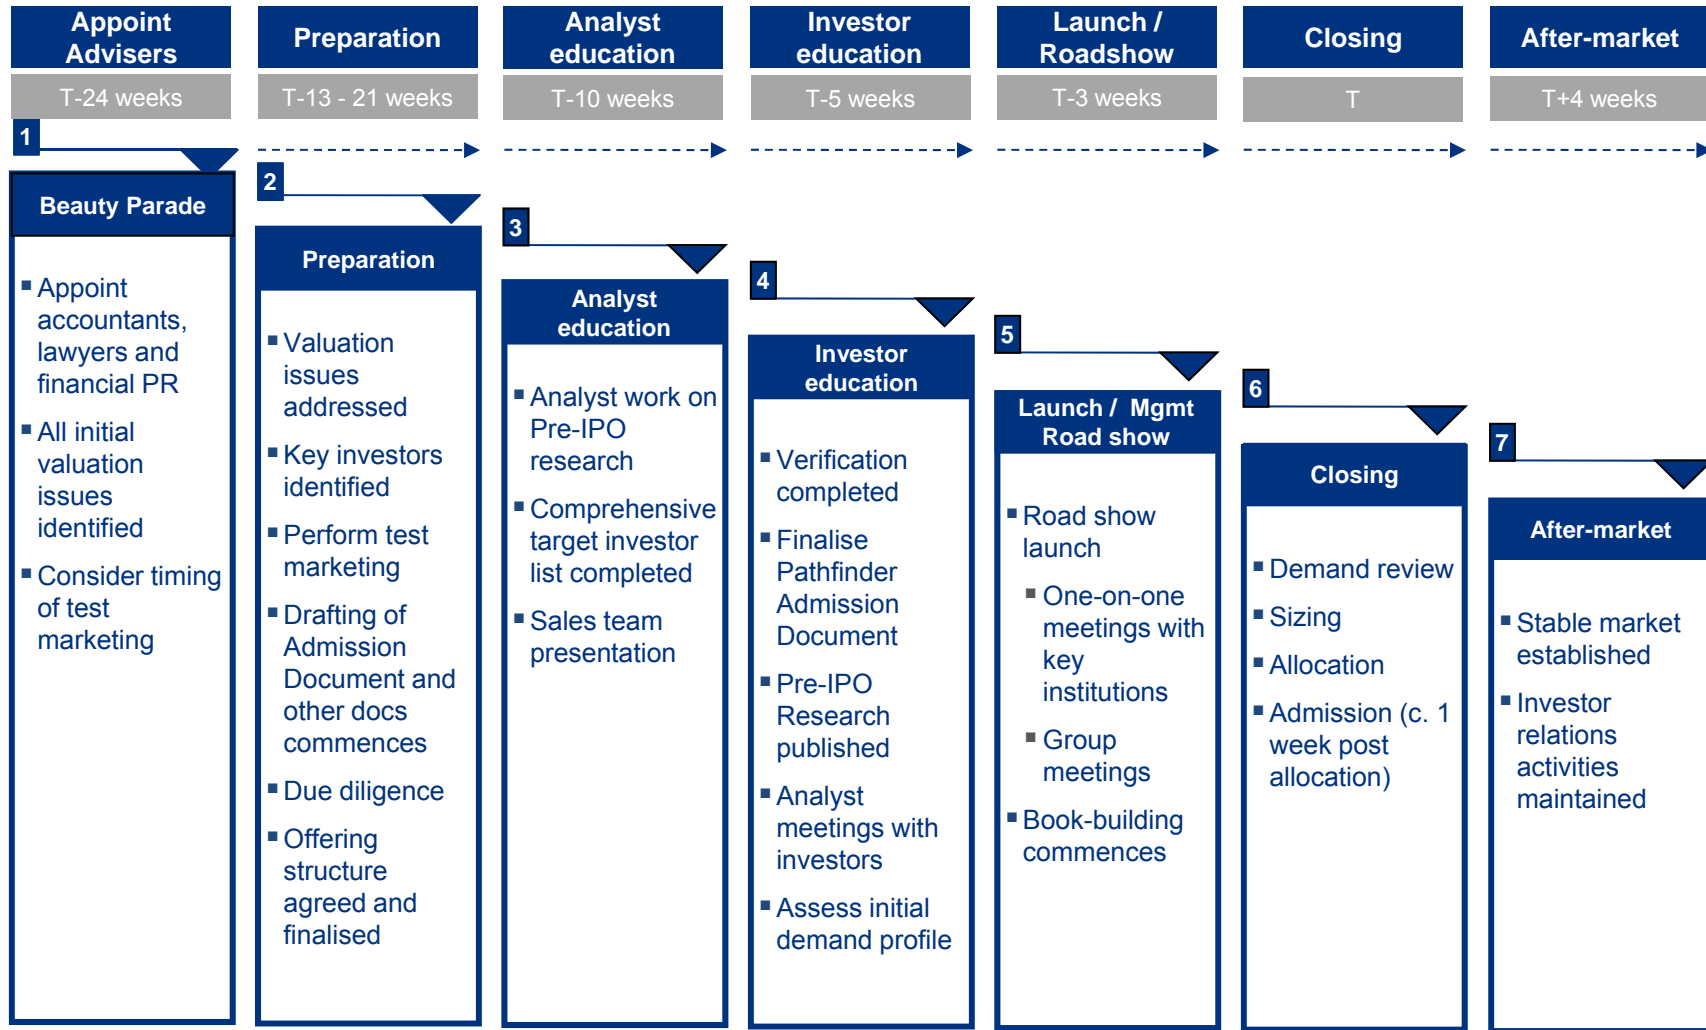 Appoint
Advisers
Preparation
Analyst
education
Investor
education
Launch /
Roadshow
Closing
After-market
T-24 weeks
T-13 - 21 weeks
T-10 weeks
T-5 weeks
T-3 weeks
T
T+4 weeks
1
Beauty Parade
▪ Appoint
accountants,
lawyers and
financial PR
▪ All initial
valuation
issues
identified
▪ Consider timing
of test
marketing
2
Preparation
▪ Valuation
issues
addressed
▪ Key investors
identified
▪ Perform test
marketing
▪ Drafting of
Admission
Document and
other docs
commences
▪ Due diligence
▪ Offering
structure
agreed and
finalised
3
Analyst
education
▪ Analyst work on
Pre-IPO
research
▪ Comprehensive
target investor
list completed
▪ Sales team
presentation
4
Investor
education
▪ Verification
completed
▪ Finalise
Pathfinder
Admission
Document
▪ Pre-IPO
Research
published
▪ Analyst
meetings with
investors
▪ Assess initial
demand profile
5
Launch / Mgmt
Road show
▪ Road show
launch
▪ One-on-one
meetings with
key
institutions
▪ Group
meetings
▪ Book-building
commences
6
Closing
▪ Demand review
▪ Sizing
▪ Allocation
▪ Admission (c. 1
week post
allocation)
7
After-market
▪ Stable market
established
▪ Investor
relations
activities
maintained